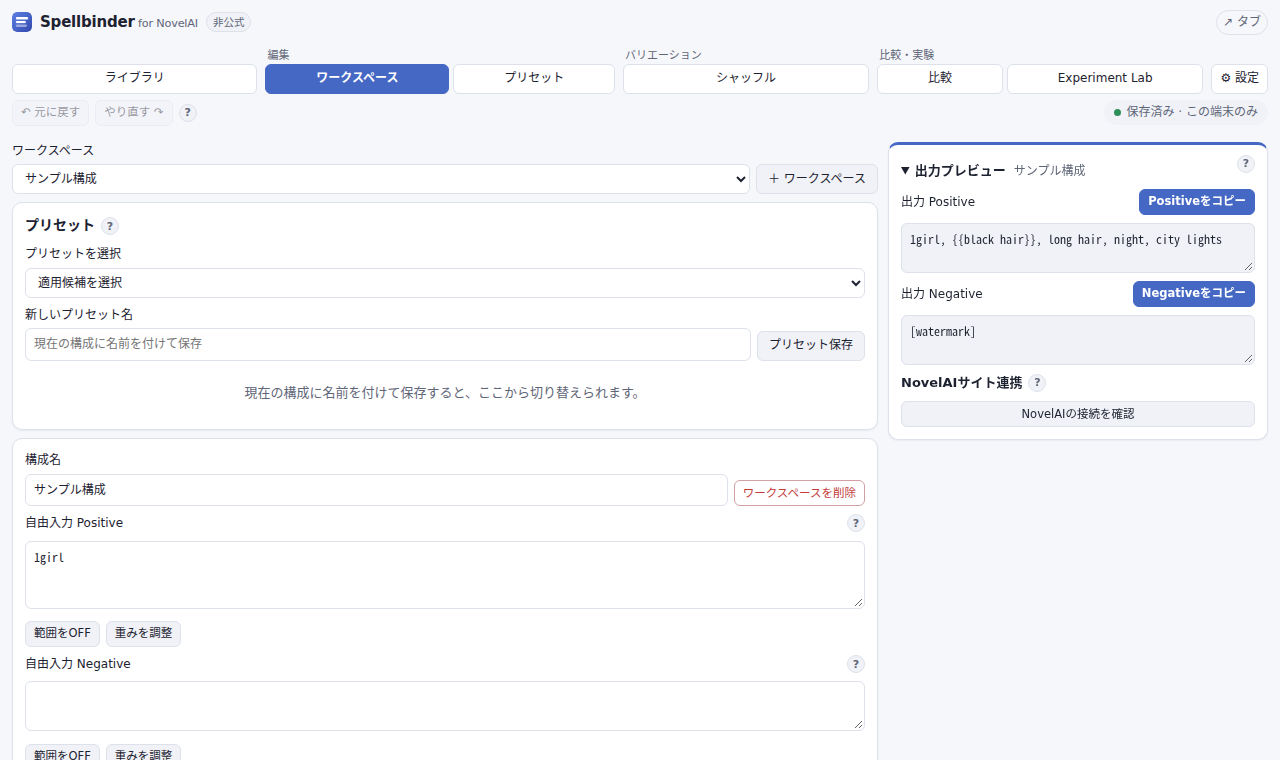 Spellbinder for NovelAI 非公式
↗ タブ
編集
バリエーション
比較・実験
ライブラリ
ワークスペース
プリセット
シャッフル
比較
Experiment Lab
⚙ 設定
↶ 元に戻す
やり直す ↷
?
保存済み · この端末のみ
ワークスペース
サンプル構成
＋ ワークスペース
プリセット ?
プリセットを選択
適用候補を選択
新しいプリセット名
現在の構成に名前を付けて保存
プリセット保存
現在の構成に名前を付けて保存すると、ここから切り替えられます。
構成名
サンプル構成
ワークスペースを削除
自由入力 Positive
?
1girl
範囲をOFF
重みを調整
自由入力 Negative
?
範囲をOFF
重みを調整
▼ 出力プレビュー サンプル構成
?
出力 Positive
Positiveをコピー
1girl, {{black hair}}, long hair, night, city lights
出力 Negative
Negativeをコピー
[watermark]
NovelAIサイト連携 ?
NovelAIの接続を確認